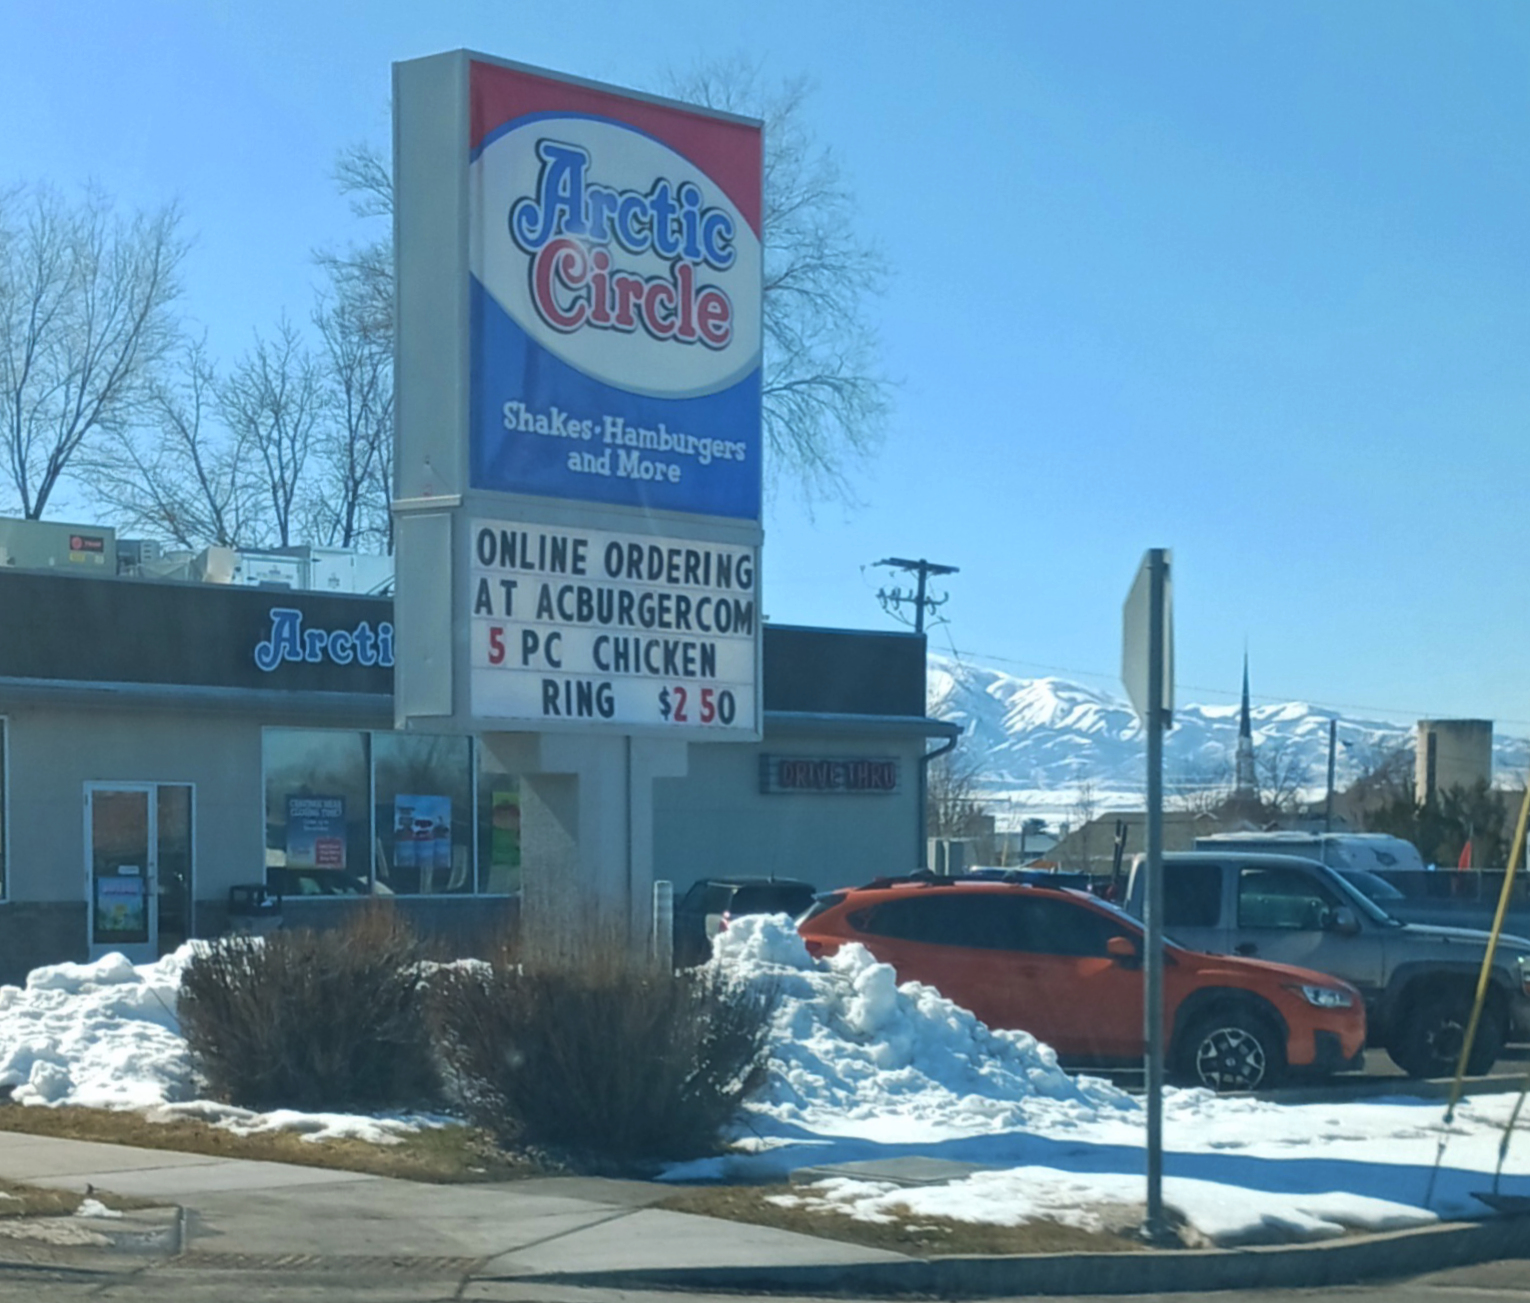 Arctic
Circle
Shakes·Hamburgers
and More
ONLINE ORDERING
AT ACBURGERCOM
5 PC CHICKEN
RING $2 50
Arcti
DRIVE THRU